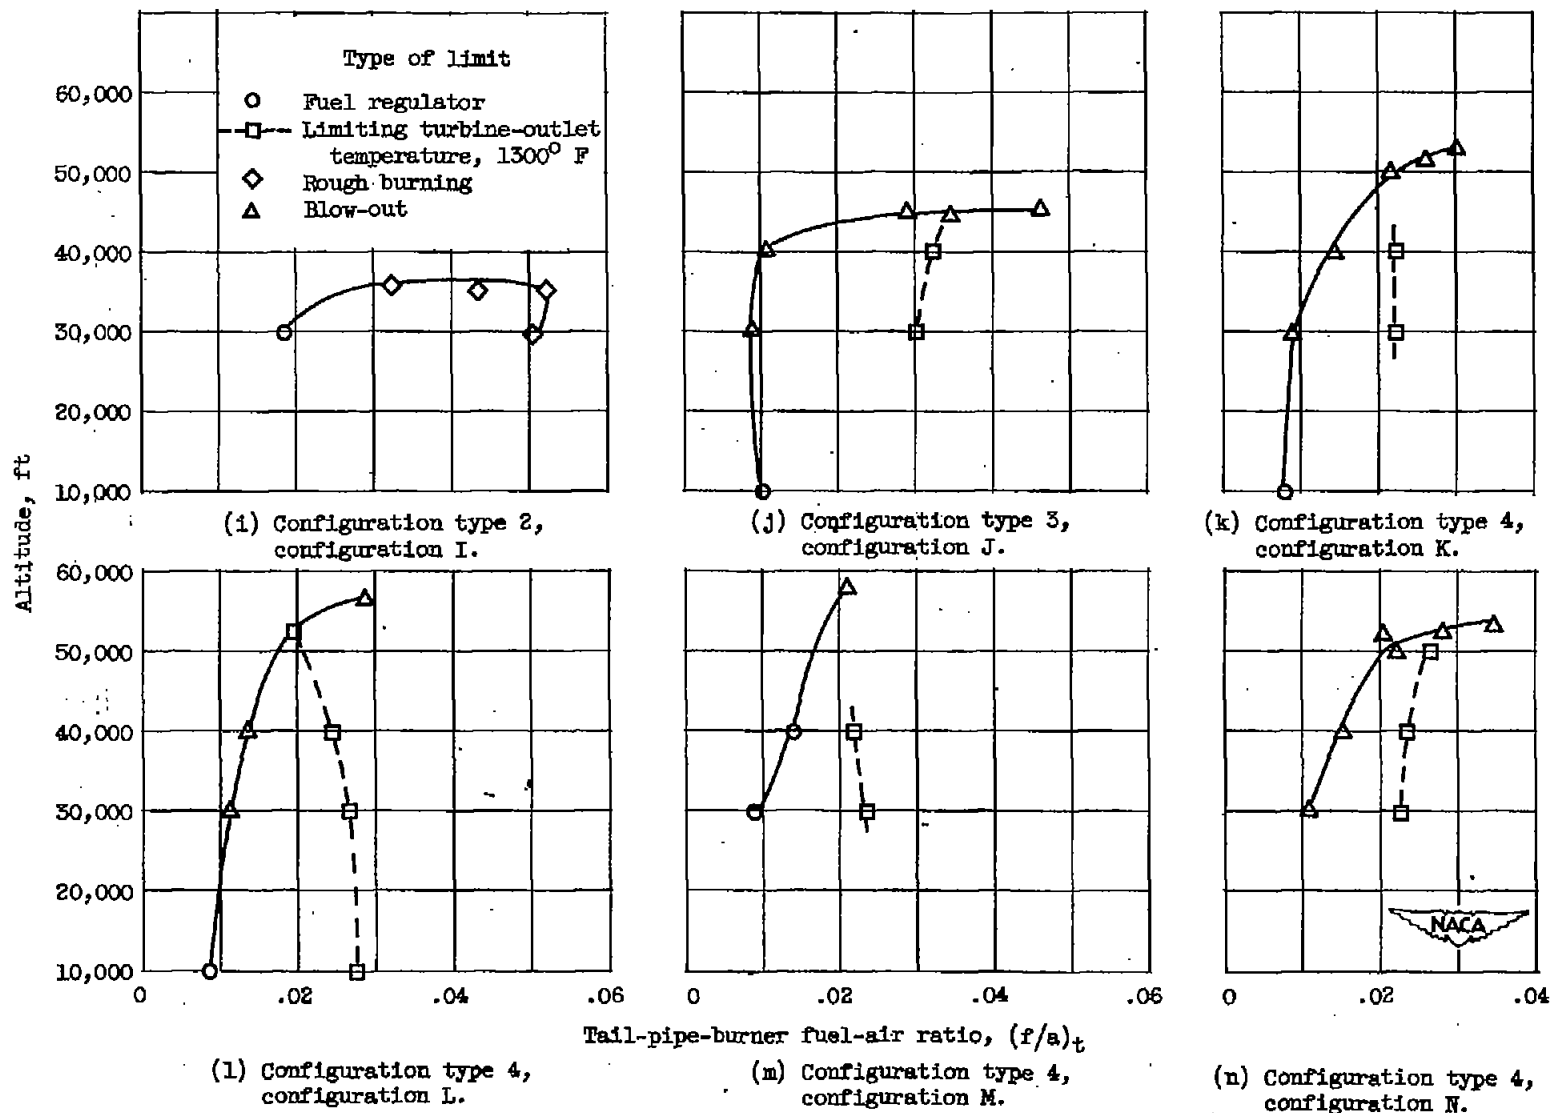 Type of limit
Fuel regulator
Limiting turbine-outlet
temperature, 1300° F
Rough burning
Blow-out
60,000
50,000
40,000
30,000
20,000
10,000
Altitude, ft
(i) Configuration type 2,
configuration I.
(j) Configuration type 3,
configuration J.
(k) Configuration type 4,
configuration K.
60,000
50,000
40,000
30,000
20,000
10,000
NACA
0 .02 .04 .06
0 .02 .04 .06
0 .02 .04
Tail-pipe-burner fuel-air ratio, (f/a)t
(l) Configuration type 4,
configuration L.
(m) Configuration type 4,
configuration M.
(n) Configuration type 4,
configuration N.